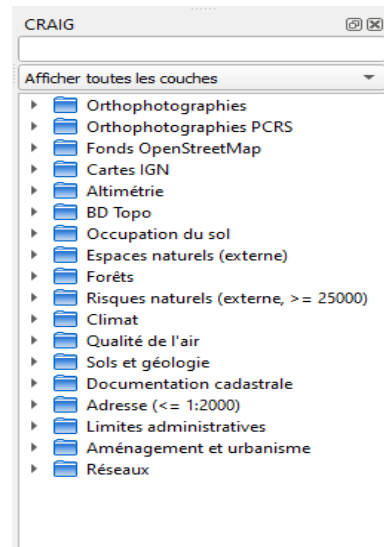 CRAIG
Afficher toutes les couches
Orthophotographies
Orthophotographies PCRS
Fonds OpenStreetMap
Cartes IGN
Altimétrie
BD Topo
Occupation du sol
Espaces naturels (externe)
Forêts
Risques naturels (externe, >= 25000)
Climat
Qualité de l'air
Sols et géologie
Documentation cadastrale
Adresse (<= 1:2000)
Limites administratives
Aménagement et urbanisme
Réseaux